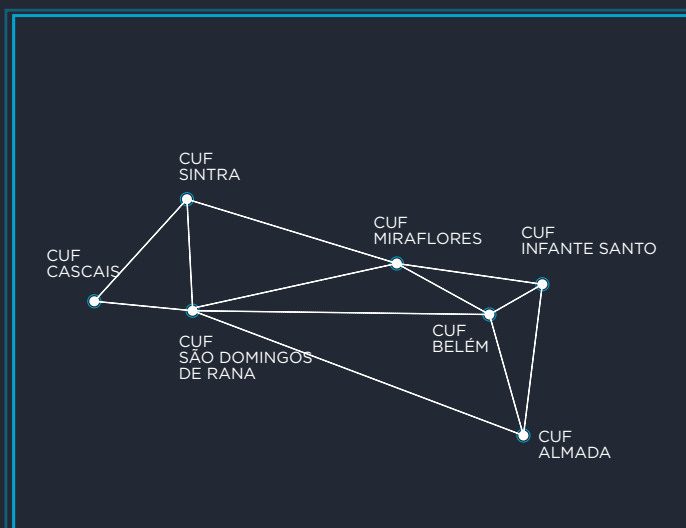 CUF
SINTRA
CUF
MIRAFLORES
CUF
INFANTE SANTO
CUF
CASCAIS
CUF
BELÉM
CUF
SÃO DOMINGOS
DE RANA
CUF
ALMADA